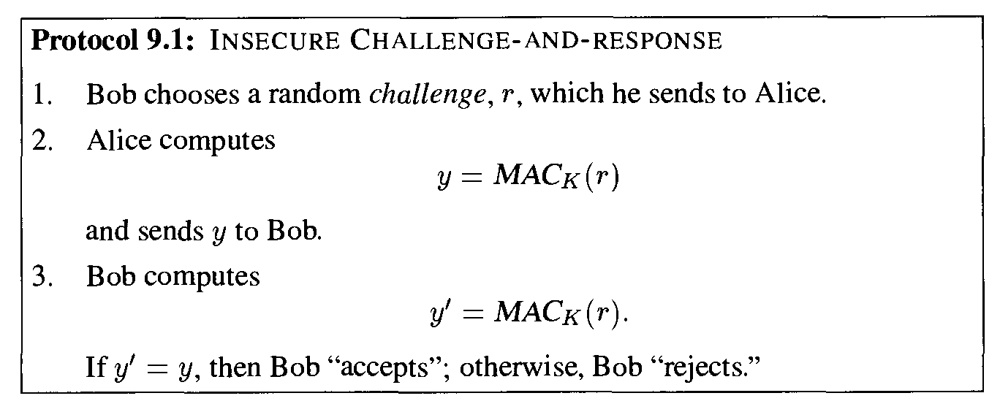 Protocol 9.1: INSECURE CHALLENGE-AND-RESPONSE
1. Bob chooses a random challenge, r, which he sends to Alice.
2. Alice computes
y = MAC_K(r)
and sends y to Bob.
3. Bob computes
y′ = MAC_K(r).
If y′ = y, then Bob “accepts”; otherwise, Bob “rejects.”